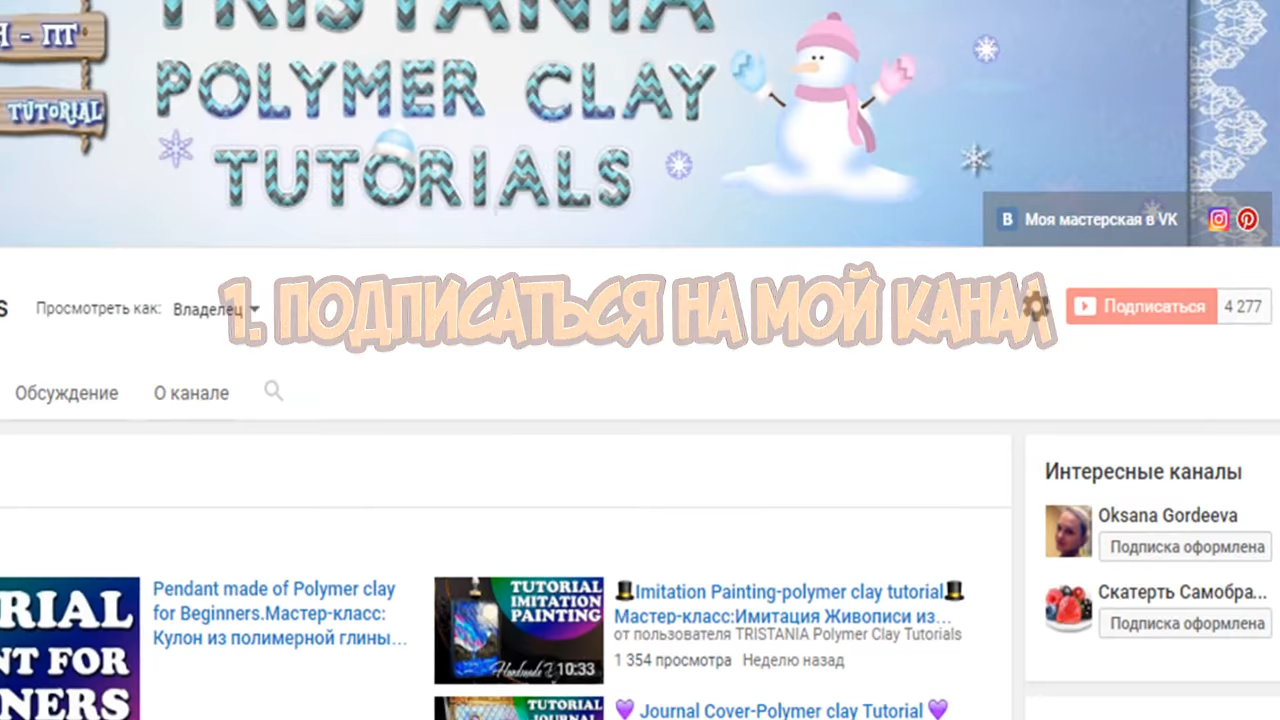 TRISTANIA
- ПТ
POLYMER CLAY
TUTORIAL
TUTORIALS
B Моя мастерская в VK
1. ПОДПИСАТЬСЯ НА МОЙ КАНАЛ
S Просмотреть как: Владелец
Подписаться 4 277
Обсуждение О канале
Интересные каналы
Oksana Gordeeva
Подписка оформлена
Скатерть Самобра...
Подписка оформлена
RIAL
NT FOR
NERS
Pendant made of Polymer clay
for Beginners.Мастер-класс:
Кулон из полимерной глины...
TUTORIAL
IMITATION
PAINTING
Handmade
10:33
Imitation Painting-polymer clay tutorial
Мастер-класс:Имитация Живописи из...
от пользователя TRISTANIA Polymer Clay Tutorials
1 354 просмотра Неделю назад
TUTORIAL
JOURNAL
Journal Cover-Polymer clay Tutorial